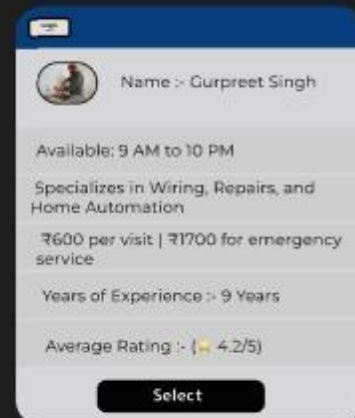 Name :- Gurpreet Singh
Available: 9 AM to 10 PM
Specializes in Wiring, Repairs, and
Home Automation
₹600 per visit | ₹1700 for emergency
service
Years of Experience :- 9 Years
Average Rating :- (⭐ 4.2/5)
Select